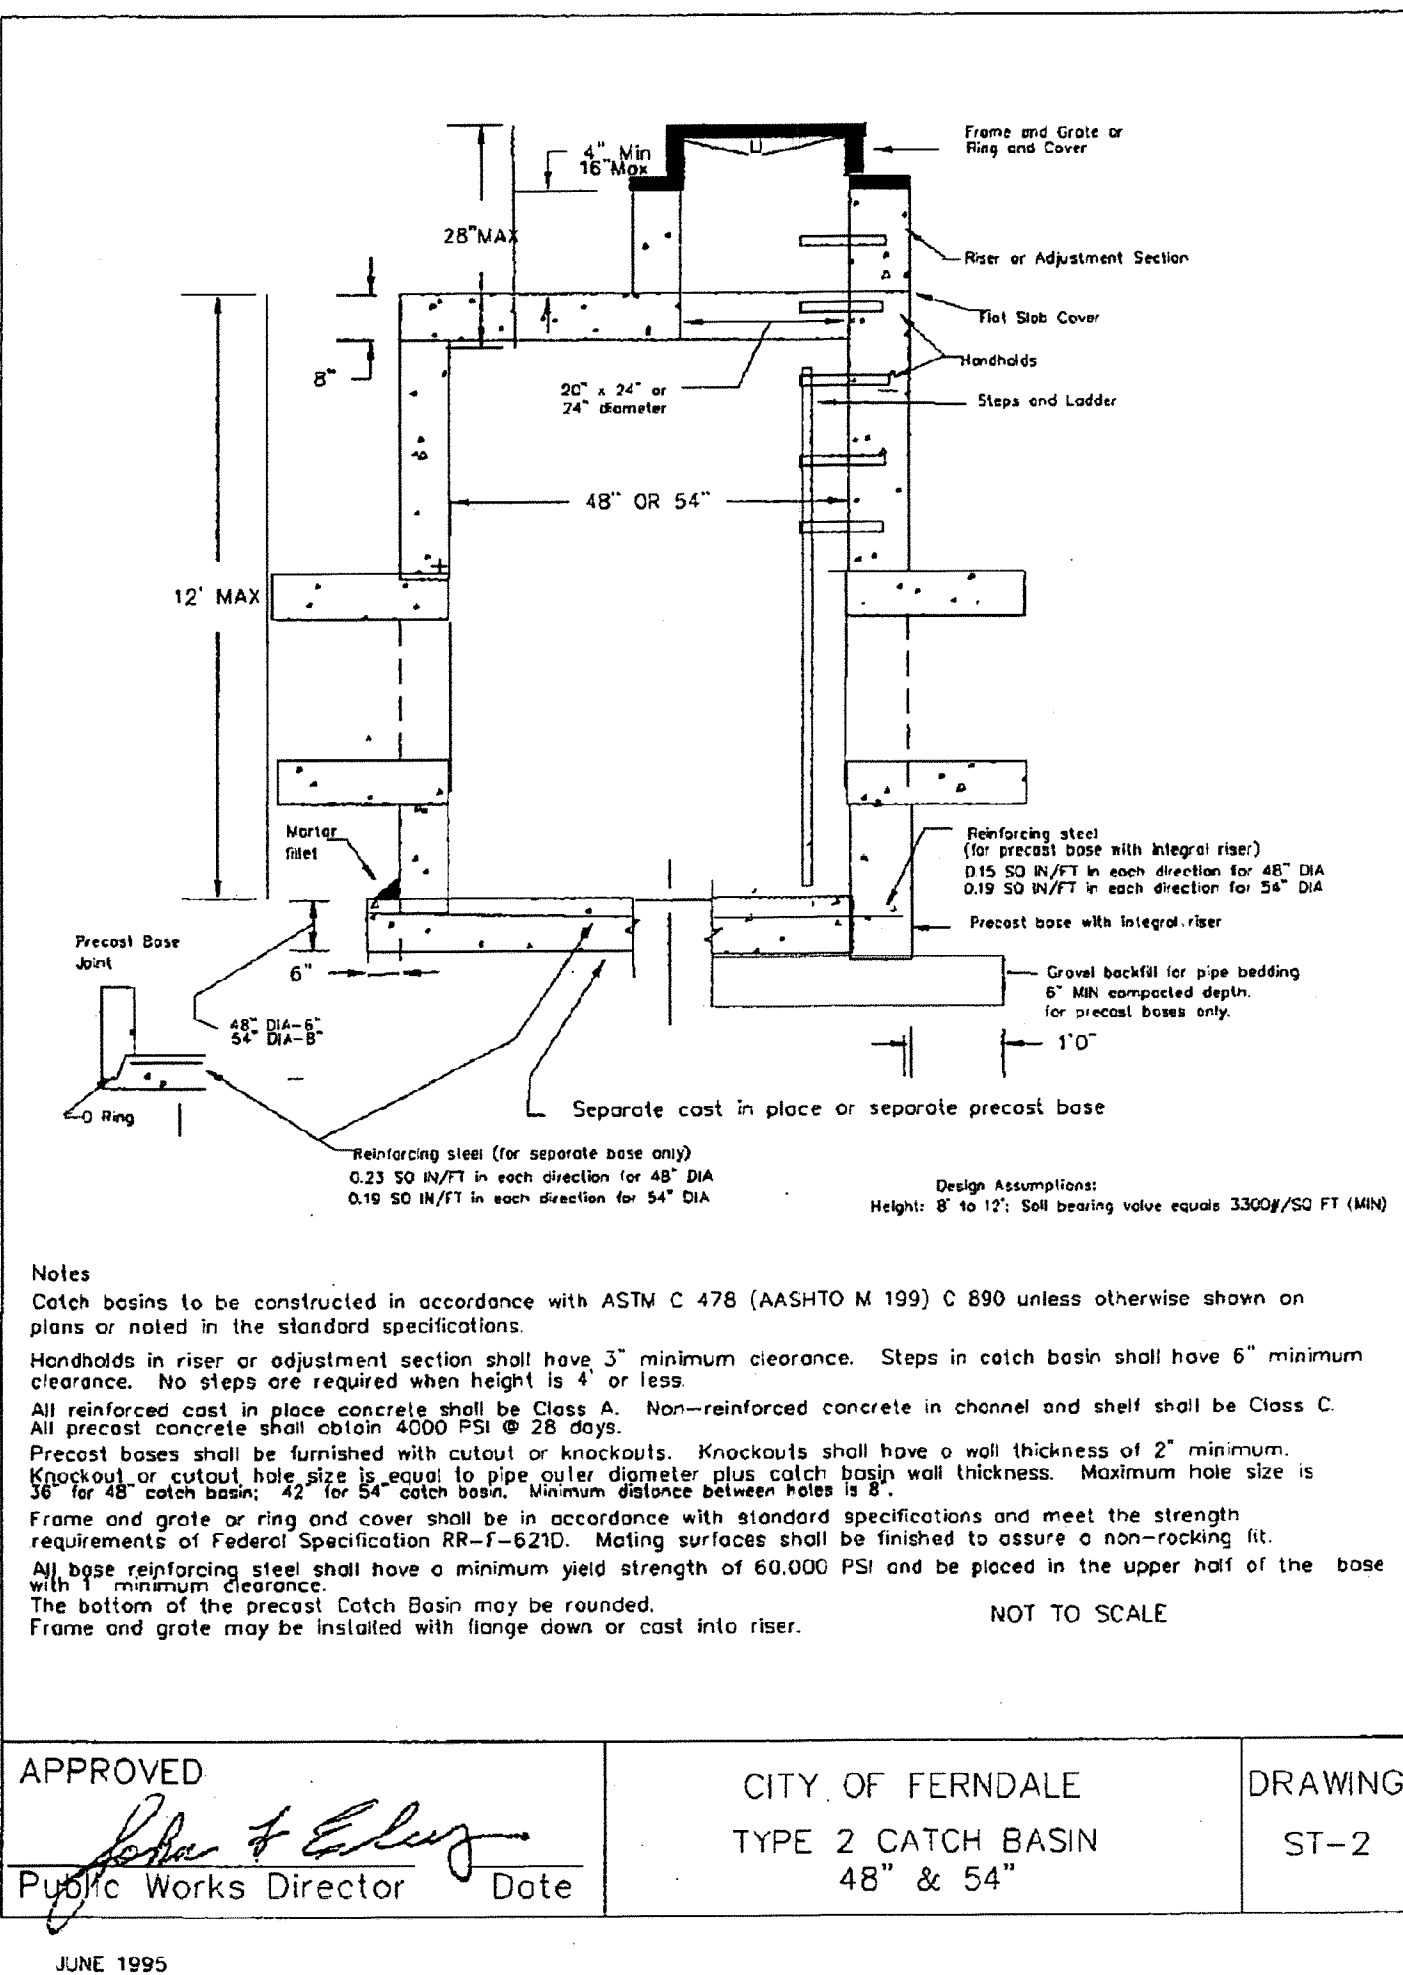 Frame and Grate or
Ring and Cover
4" Min
16"Max
28"MAX
Riser or Adjustment Section
Flat Slab Cover
8"
Handholds
20" x 24" or
24" diameter
Steps and Ladder
48" OR 54"
12' MAX
Mortar
fillet
Reinforcing steel
(for precast base with integral riser)
0.15 SQ IN/FT in each direction for 48" DIA
0.19 SQ IN/FT in each direction for 54" DIA
Precast base with integral riser
Precast Base
Joint
6"
Gravel backfill for pipe bedding
6" MIN compacted depth.
for precast bases only.
48" DIA-6"
54" DIA-8"
1'0"
O Ring
Separate cast in place or separate precast base
Reinforcing steel (for separate base only)
0.23 SQ IN/FT in each direction for 48" DIA
0.19 SQ IN/FT in each direction for 54" DIA
Design Assumptions:
Height: 8' to 12'; Soil bearing value equals 3300#/SQ FT (MIN)
Notes
Catch basins to be constructed in accordance with ASTM C 478 (AASHTO M 199) C 890 unless otherwise shown on
plans or noted in the standard specifications.
Handholds in riser or adjustment section shall have 3" minimum clearance. Steps in catch basin shall have 6" minimum
clearance. No steps are required when height is 4' or less.
All reinforced cast in place concrete shall be Class A. Non-reinforced concrete in channel and shelf shall be Class C.
All precast concrete shall obtain 4000 PSI @ 28 days.
Precast bases shall be furnished with cutout or knockouts. Knockouts shall have a wall thickness of 2" minimum.
Knockout or cutout hole size is equal to pipe outer diameter plus catch basin wall thickness. Maximum hole size is
36" for 48" catch basin; 42" for 54" catch basin. Minimum distance between holes is 8".
Frame and grate or ring and cover shall be in accordance with standard specifications and meet the strength
requirements of Federal Specification RR-F-621D. Mating surfaces shall be finished to assure a non-rocking fit.
All base reinforcing steel shall have a minimum yield strength of 60,000 PSI and be placed in the upper half of the base
with 1" minimum clearance.
The bottom of the precast Catch Basin may be rounded.
Frame and grate may be installed with flange down or cast into riser.
NOT TO SCALE
APPROVED
Public Works Director Date
CITY OF FERNDALE
TYPE 2 CATCH BASIN
48" & 54"
DRAWING
ST-2
JUNE 1995